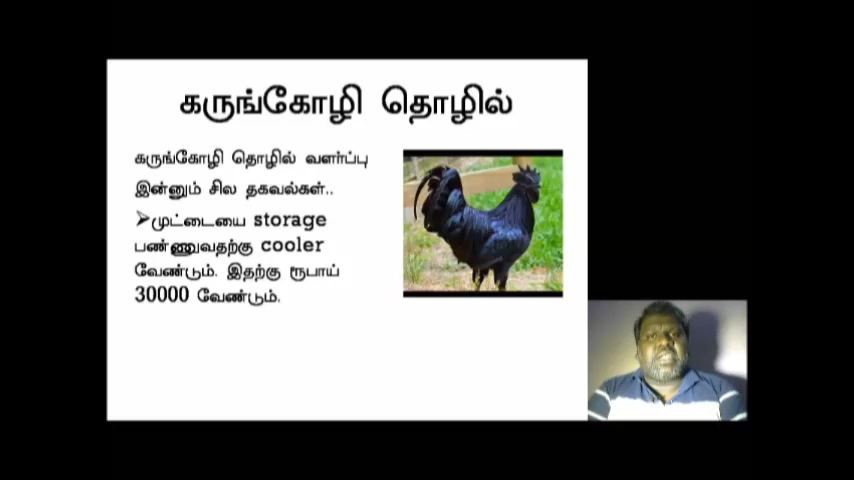 கருங்கோழி தொழில்
கருங்கோழி தொழில் வளர்ப்பு
இன்னும் சில தகவல்கள்..
➢முட்டையை storage
பண்ணுவதற்கு cooler
வேண்டும். இதற்கு ரூபாய்
30000 வேண்டும்.